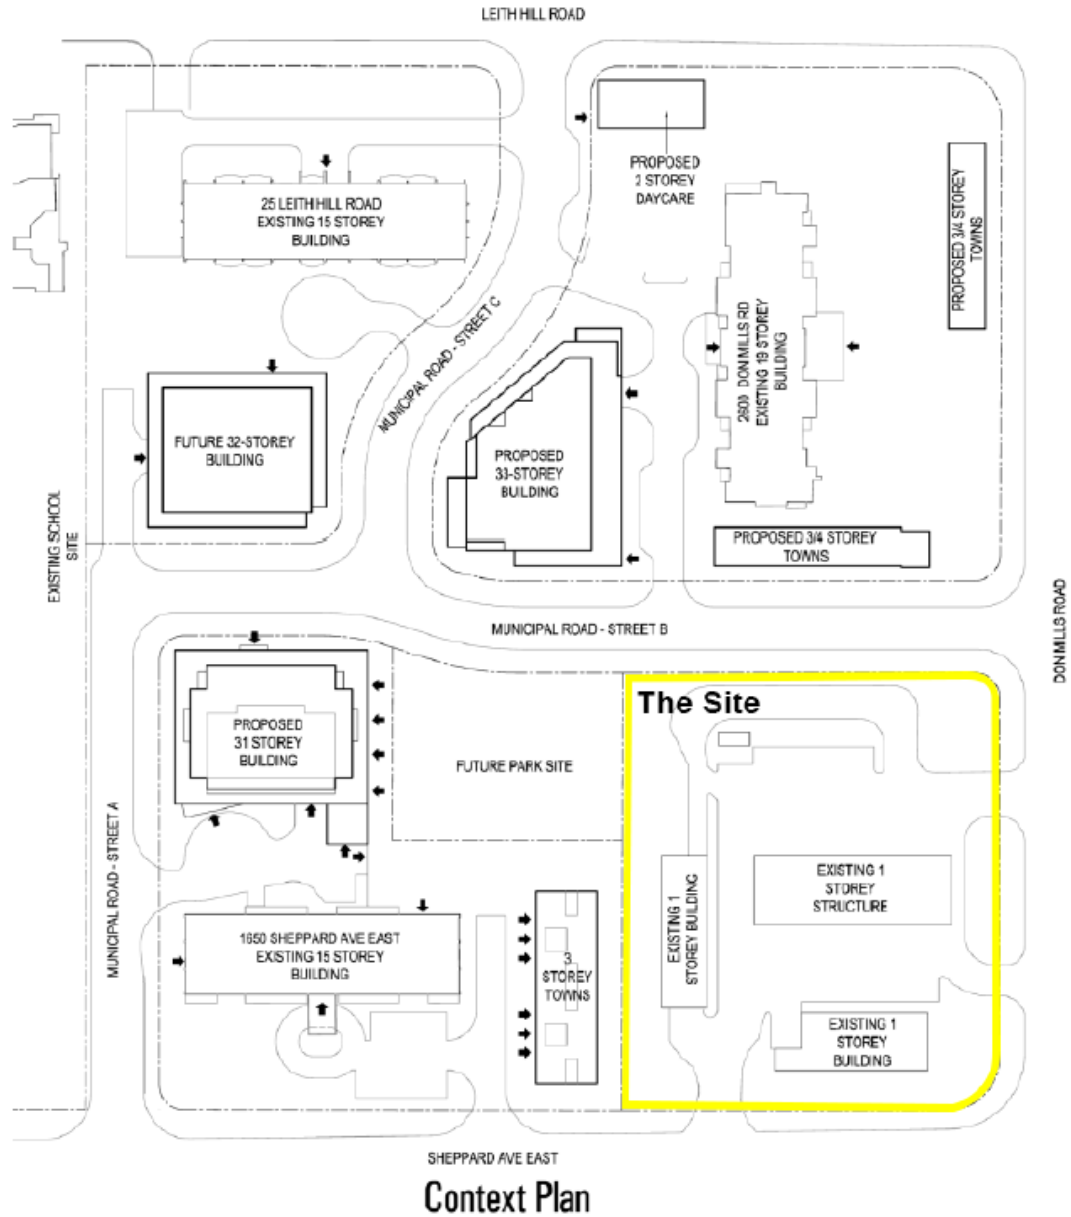 LEITH HILL ROAD
PROPOSED
2 STOREY
DAYCARE
PROPOSED 3/4 STOREY
TOWNS
25 LEITH HILL ROAD
EXISTING 15 STOREY
BUILDING
MUNICIPAL ROAD - STREET C
2600 DON MILLS RD
EXISTING 19 STOREY
BUILDING
FUTURE 32-STOREY
BUILDING
PROPOSED
33-STOREY
BUILDING
EXISTING SCHOOL
SITE
PROPOSED 3/4 STOREY
TOWNS
DON MILLS ROAD
MUNICIPAL ROAD - STREET B
The Site
PROPOSED
31 STOREY
BUILDING
FUTURE PARK SITE
MUNICIPAL ROAD - STREET A
EXISTING 1
STOREY BUILDING
EXISTING 1
STOREY
STRUCTURE
1650 SHEPPARD AVE EAST
EXISTING 15 STOREY
BUILDING
3
STOREY
TOWNS
EXISTING 1
STOREY
BUILDING
SHEPPARD AVE EAST
Context Plan